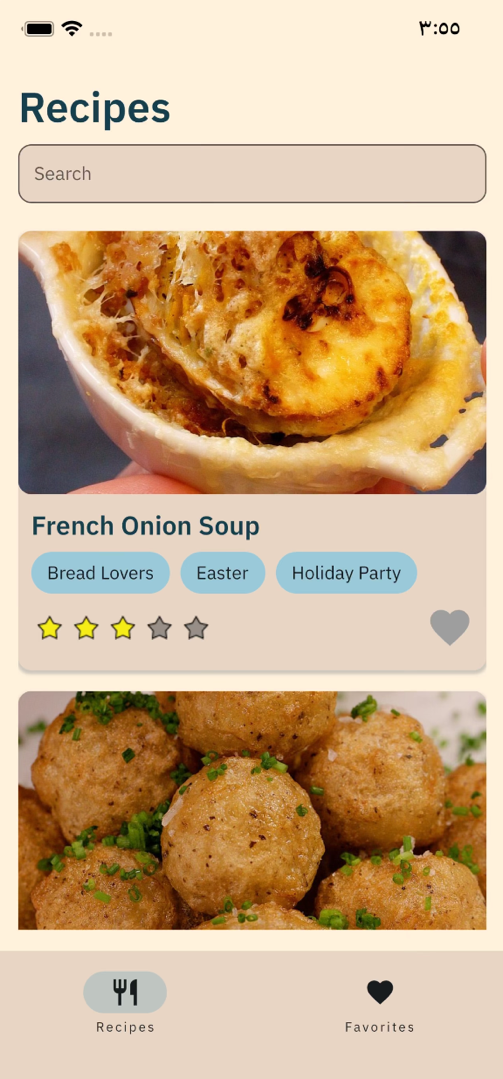 ٣:٥٥
Recipes
Search
French Onion Soup
Bread Lovers
Easter
Holiday Party
Recipes
Favorites